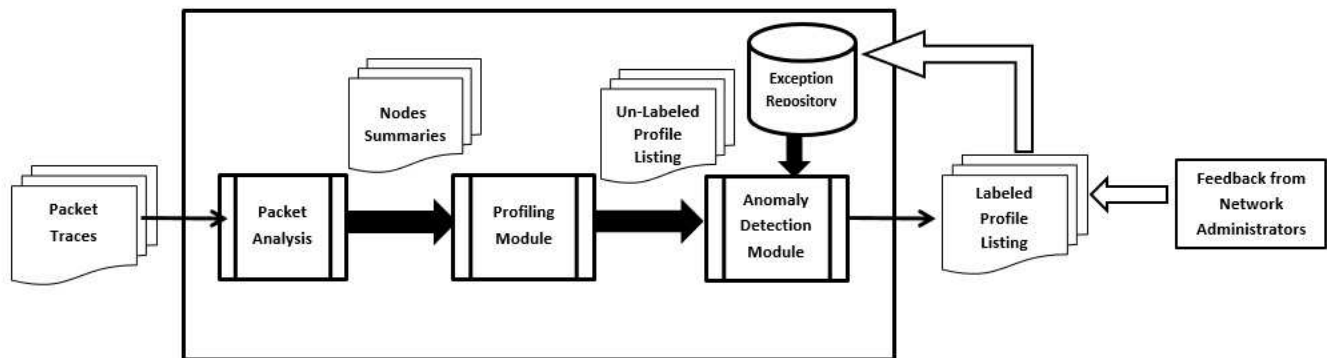 Packet
Traces
Packet
Analysis
Nodes
Summaries
Profiling
Module
Un-Labeled
Profile
Listing
Exception
Repository
Anomaly
Detection
Module
Labeled
Profile
Listing
Feedback from
Network
Administrators